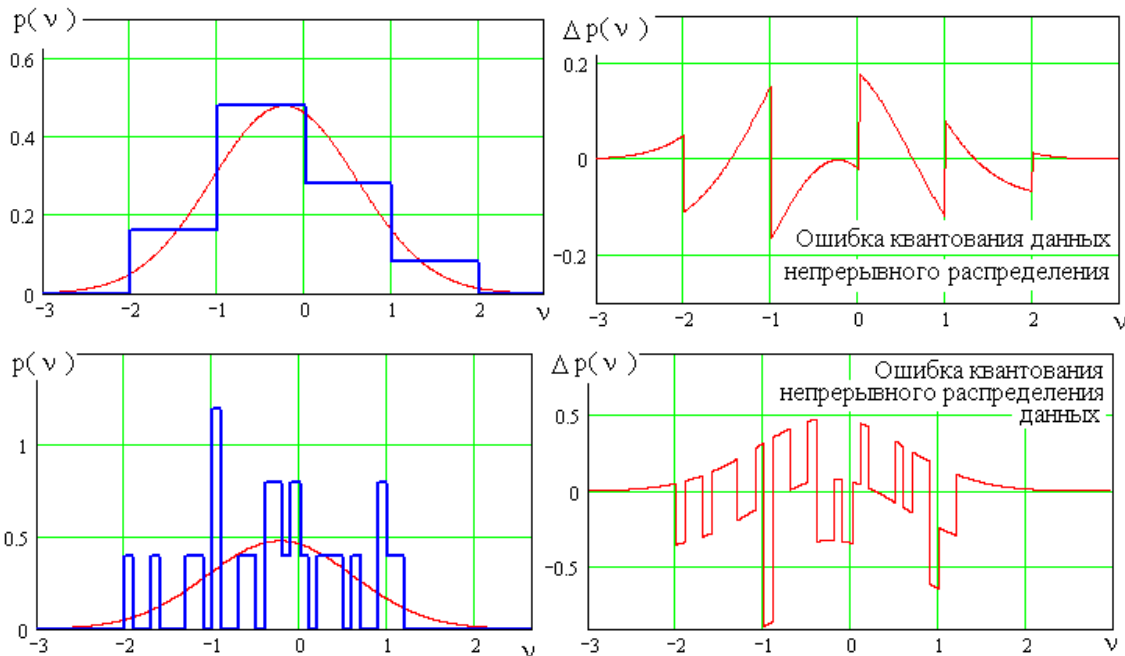 p( ν )
0.6
0.4
0.2
0
−3 −2 −1 0 1 2 ν
Δ p( ν )
0.2
0
−0.2
Ошибка квантования данных
непрерывного распределения
−3 −2 −1 0 1 2 ν
p( ν )
1
0.5
0
−3 −2 −1 0 1 2 ν
Δ p( ν )
Ошибка квантования
непрерывного распределения
данных
0.5
0
−0.5
−3 −2 −1 0 1 2 ν